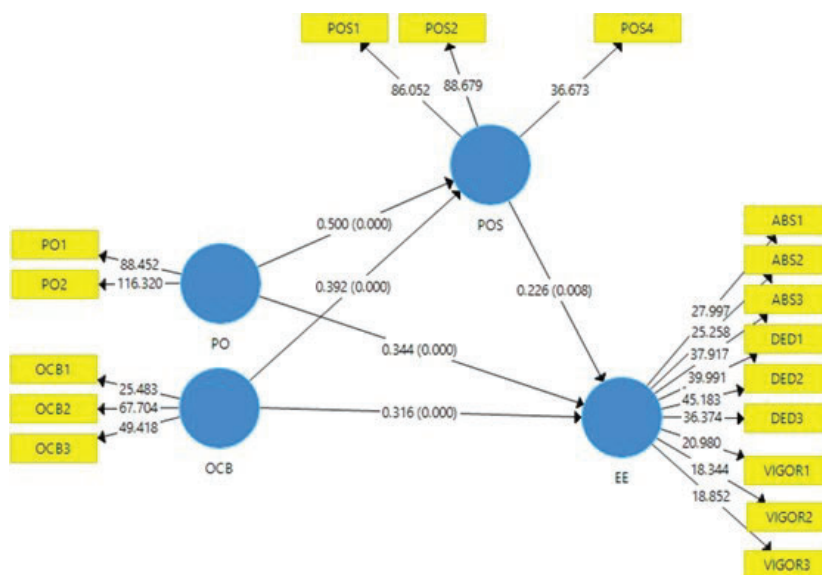 POS1
POS2
POS4
86.052
88.679
36.673
POS
0.500 (0.000)
0.392 (0.000)
0.226 (0.008)
0.344 (0.000)
0.316 (0.000)
PO1
PO2
88.452
116.320
PO
OCB1
OCB2
OCB3
25.483
67.704
49.418
OCB
EE
27.997
25.258
37.917
39.991
45.183
36.374
20.980
18.344
18.852
ABS1
ABS2
ABS3
DED1
DED2
DED3
VIGOR1
VIGOR2
VIGOR3